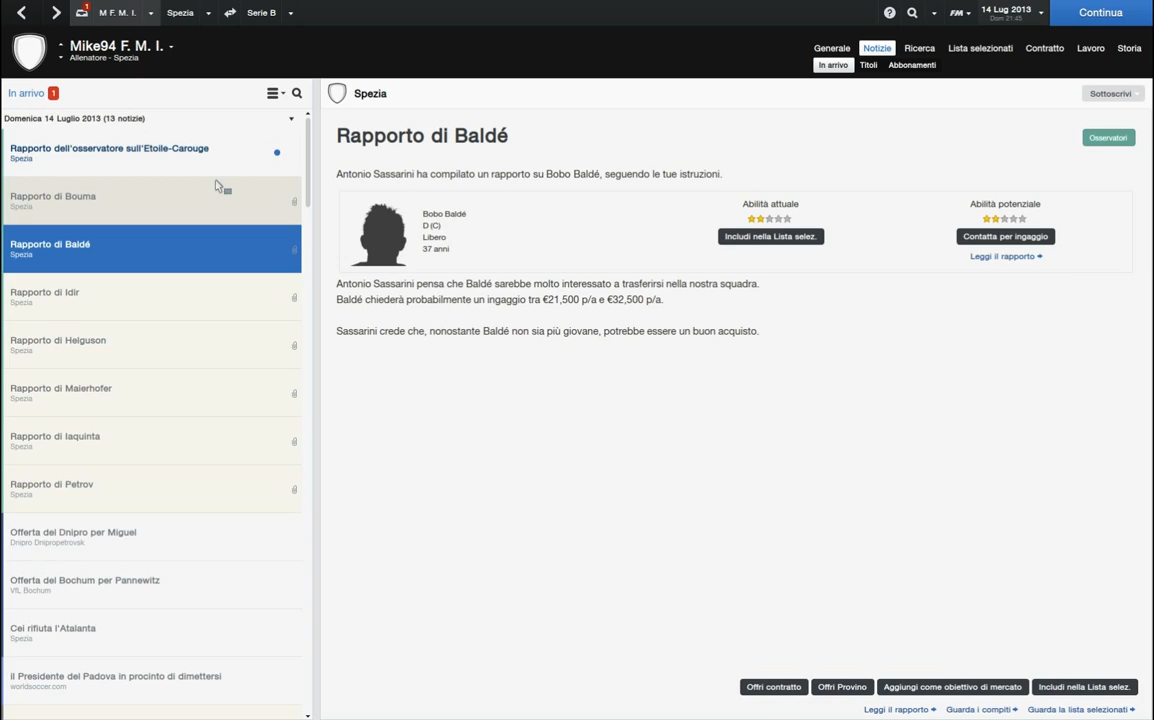 1
M F. M. I.
Spezia
Serie B
FM
14 Lug 2013
Dom 21:45
Continua
Mike94 F. M. I.
Allenatore - Spezia
Generale
Notizie
Ricerca
Lista selezionati
Contratto
Lavoro
Storia
In arrivo
Titoli
Abbonamenti
In arrivo 1
Domenica 14 Luglio 2013 (13 notizie)
Rapporto dell'osservatore sull'Etoile-Carouge
Spezia
Rapporto di Bouma
Spezia
Rapporto di Baldé
Spezia
Rapporto di Idir
Spezia
Rapporto di Helguson
Spezia
Rapporto di Maierhofer
Spezia
Rapporto di Iaquinta
Spezia
Rapporto di Petrov
Spezia
Offerta del Dnipro per Miguel
Dnipro Dnipropetrovsk
Offerta del Bochum per Pannewitz
VfL Bochum
Cei rifiuta l'Atalanta
Spezia
il Presidente del Padova in procinto di dimettersi
worldsoccer.com
Spezia
Sottoscrivi
Rapporto di Baldé
Osservatori
Antonio Sassarini ha compilato un rapporto su Bobo Baldé, seguendo le tue istruzioni.
Bobo Baldé
D (C)
Libero
37 anni
Abilità attuale
Includi nella Lista selez.
Abilità potenziale
Contatta per ingaggio
Leggi il rapporto
Antonio Sassarini pensa che Baldé sarebbe molto interessato a trasferirsi nella nostra squadra.
Baldé chiederà probabilmente un ingaggio tra €21,500 p/a e €32,500 p/a.
Sassarini crede che, nonostante Baldé non sia più giovane, potrebbe essere un buon acquisto.
Offri contratto
Offri Provino
Aggiungi come obiettivo di mercato
Includi nella Lista selez.
Leggi il rapporto
Guarda i compiti
Guarda la lista selezionati